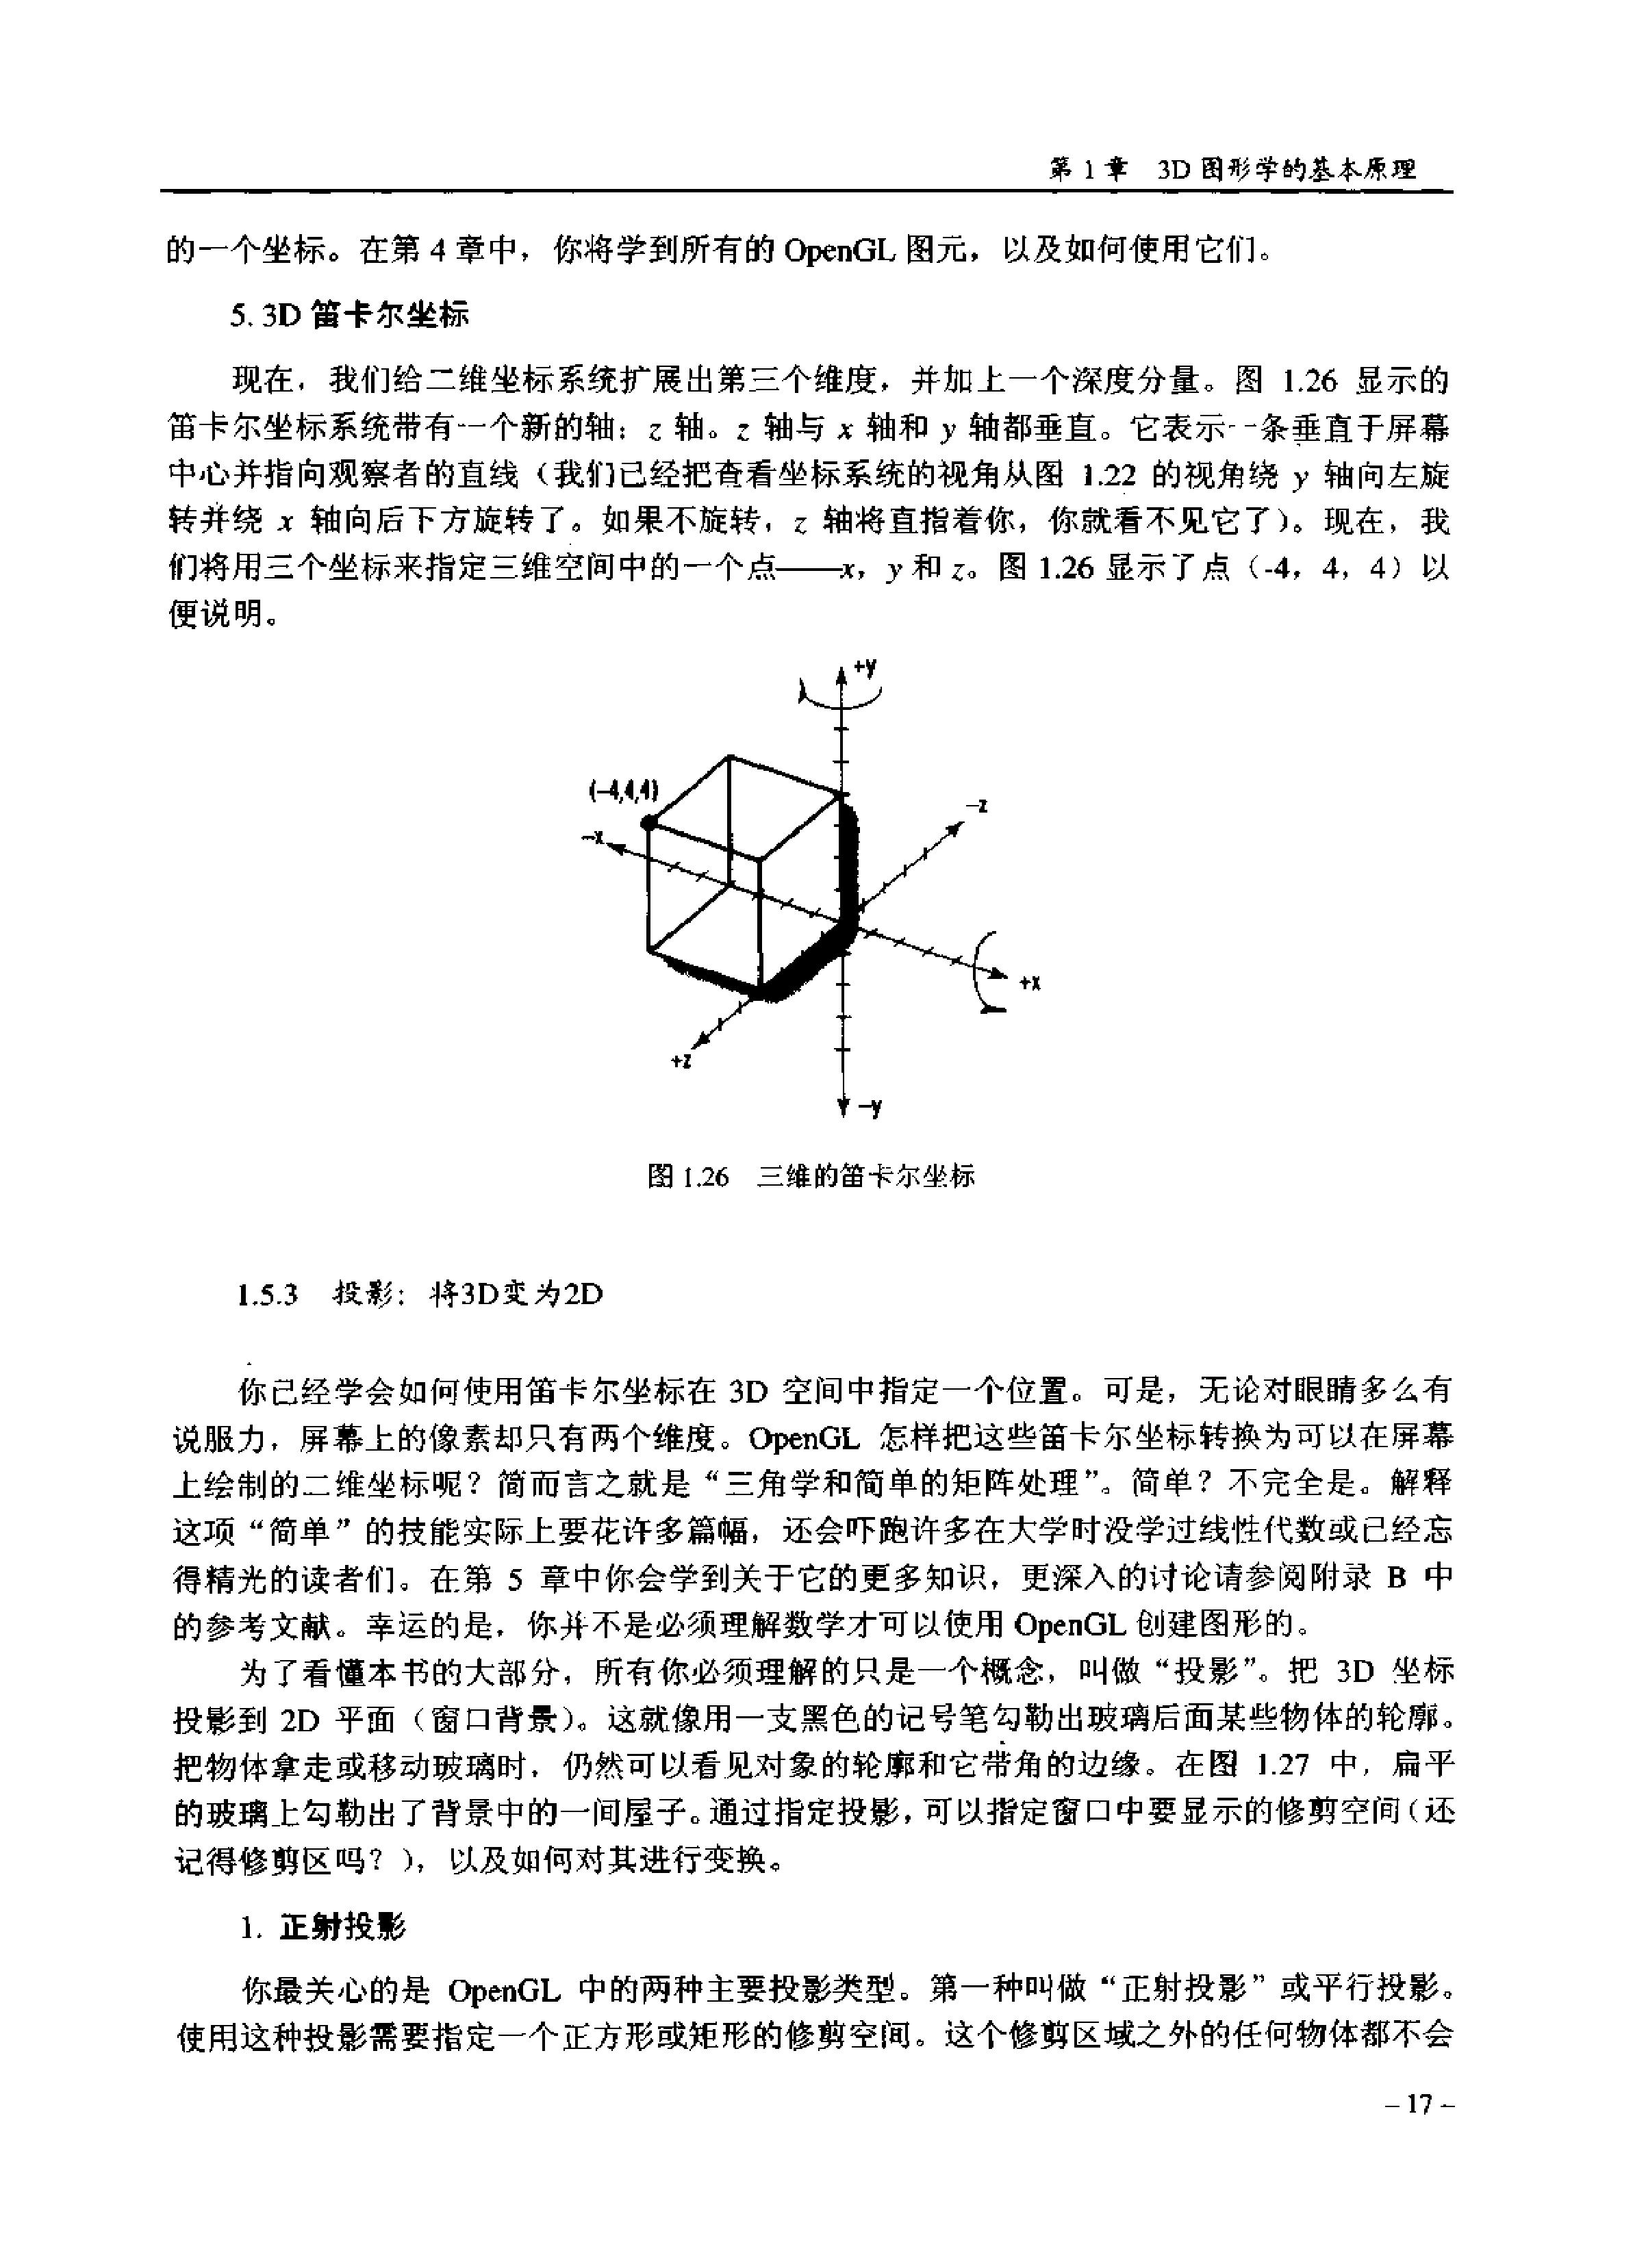 第 1 章　3D 图形学的基本原理
的一个坐标。在第 4 章中，你将学到所有的 OpenGL 图元，以及如何使用它们。
5. 3D 笛卡尔坐标
现在，我们给二维坐标系统扩展出第三个维度，并加上一个深度分量。图 1.26 显示的
笛卡尔坐标系统带有一个新的轴：z 轴。z 轴与 x 轴和 y 轴都垂直。它表示一条垂直于屏幕
中心并指向观察者的直线（我们已经把查看坐标系统的视角从图 1.22 的视角绕 y 轴向左旋
转并绕 x 轴向后下方旋转了。如果不旋转，z 轴将直指着你，你就看不见它了）。现在，我
们将用三个坐标来指定三维空间中的一个点——x，y 和 z。图 1.26 显示了点（-4，4，4）以
便说明。
+y
(-4,4,4)
-z
-x
+x
+z
-y
图 1.26　三维的笛卡尔坐标
1.5.3　投影：将3D变为2D
你已经学会如何使用笛卡尔坐标在 3D 空间中指定一个位置。可是，无论对眼睛多么有
说服力，屏幕上的像素却只有两个维度。OpenGL 怎样把这些笛卡尔坐标转换为可以在屏幕
上绘制的二维坐标呢？简而言之就是“三角学和简单的矩阵处理”。简单？不完全是。解释
这项“简单”的技能实际上要花许多篇幅，还会吓跑许多在大学时没学过线性代数或已经忘
得精光的读者们。在第 5 章中你会学到关于它的更多知识，更深入的讨论请参阅附录 B 中
的参考文献。幸运的是，你并不是必须理解数学才可以使用 OpenGL 创建图形的。
为了看懂本书的大部分，所有你必须理解的只是一个概念，叫做“投影”。把 3D 坐标
投影到 2D 平面（窗口背景）。这就像用一支黑色的记号笔勾勒出玻璃后面某些物体的轮廓。
把物体拿走或移动玻璃时，仍然可以看见对象的轮廓和它带角的边缘。在图 1.27 中，扁平
的玻璃上勾勒出了背景中的一间屋子。通过指定投影，可以指定窗口中要显示的修剪空间（还
记得修剪区吗？），以及如何对其进行变换。
1. 正射投影
你最关心的是 OpenGL 中的两种主要投影类型。第一种叫做“正射投影”或平行投影。
使用这种投影需要指定一个正方形或矩形的修剪空间。这个修剪区域之外的任何物体都不会
- 17 -